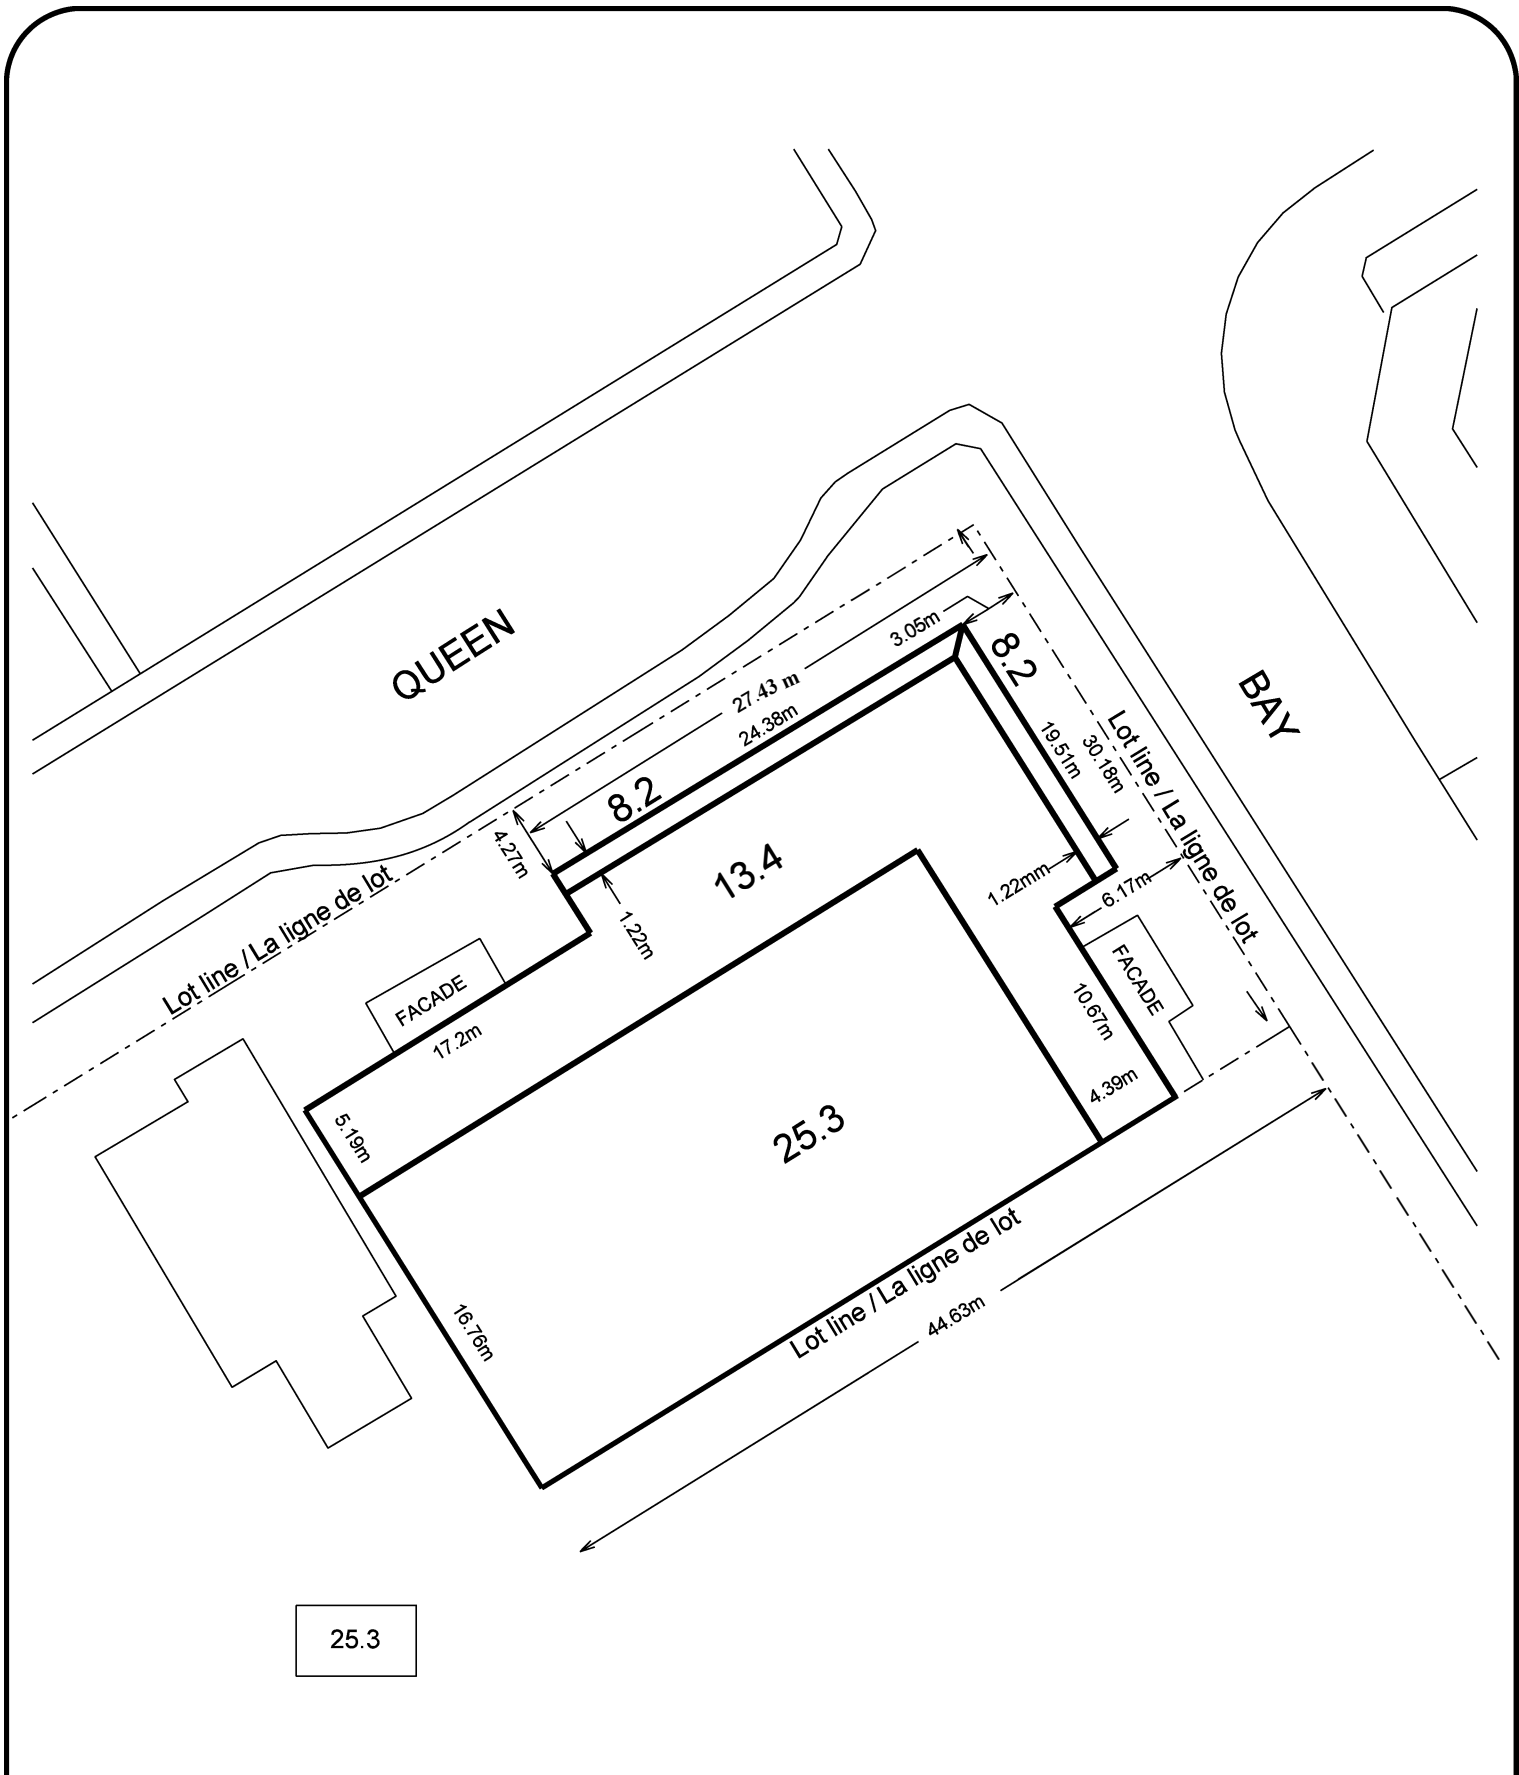 QUEEN
BAY
3.05m
8.2
27.43 m
24.38m
8.2
19.51m
30.18m
Lot line / La ligne de lot
4.27m
13.4
1.22m
1.22mm
6.17m
Lot line / La ligne de lot
FACADE
17.2m
FACADE
10.67m
4.39m
5.19m
25.3
16.76m
Lot line / La ligne de lot
44.63m
25.3